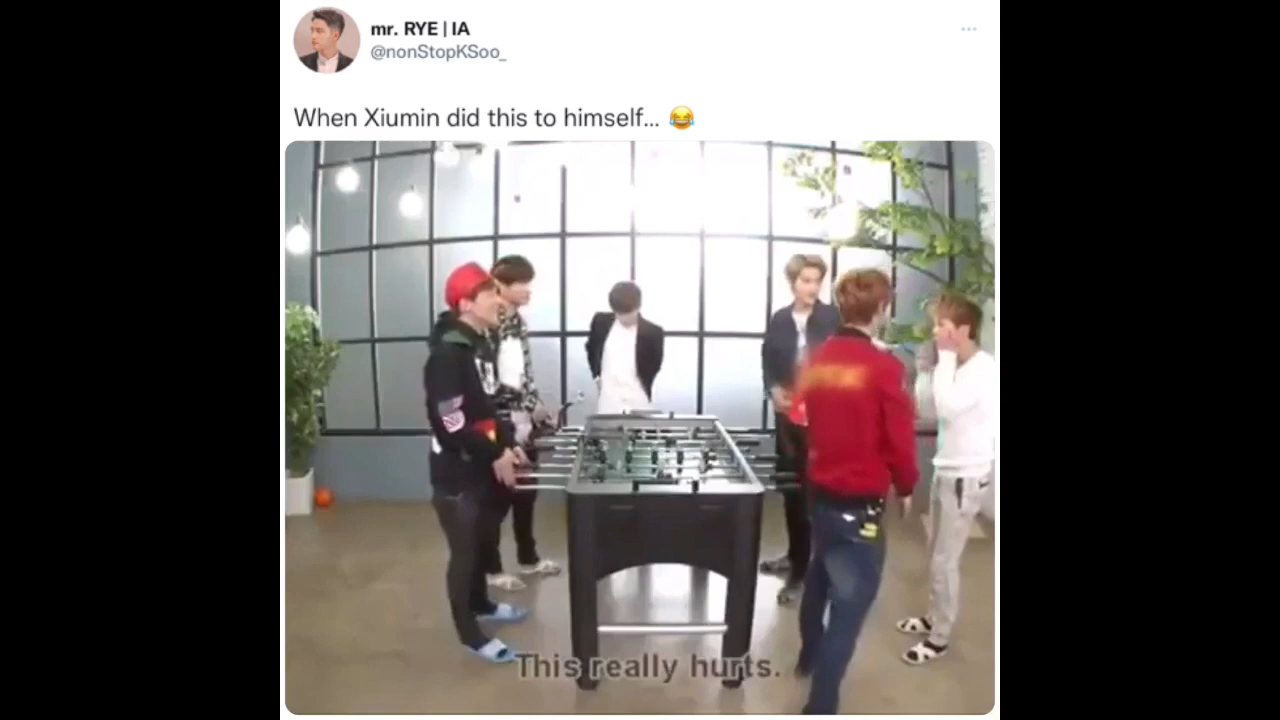 mr. RYE | IA
@nonStopKSoo_
When Xiumin did this to himself... 😂
This really hurts.